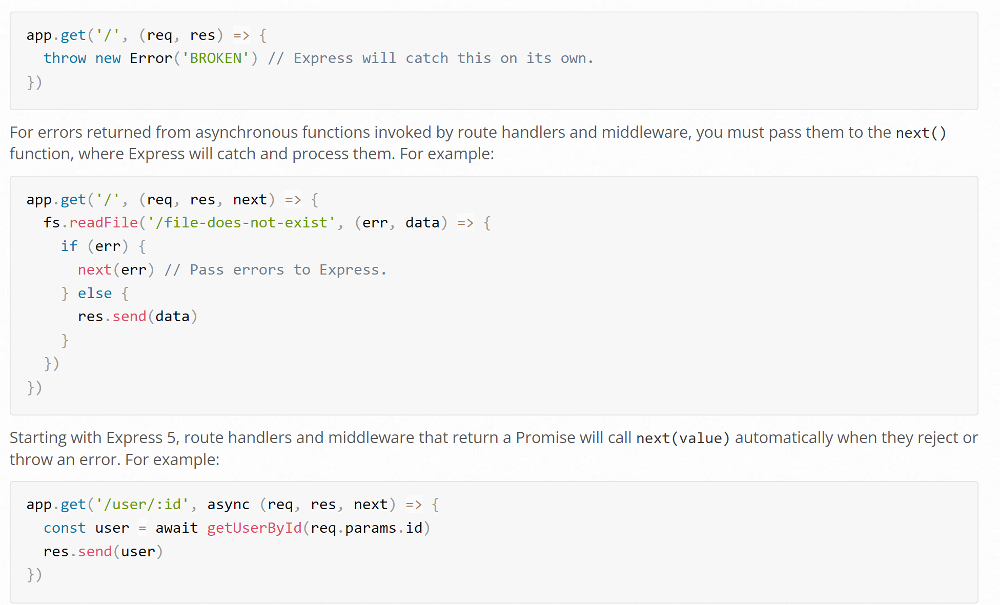 app.get('/', (req, res) => {
  throw new Error('BROKEN') // Express will catch this on its own.
})
For errors returned from asynchronous functions invoked by route handlers and middleware, you must pass them to the next()
function, where Express will catch and process them. For example:
app.get('/', (req, res, next) => {
  fs.readFile('/file-does-not-exist', (err, data) => {
    if (err) {
      next(err) // Pass errors to Express.
    } else {
      res.send(data)
    }
  })
})
Starting with Express 5, route handlers and middleware that return a Promise will call next(value) automatically when they reject or
throw an error. For example:
app.get('/user/:id', async (req, res, next) => {
  const user = await getUserById(req.params.id)
  res.send(user)
})